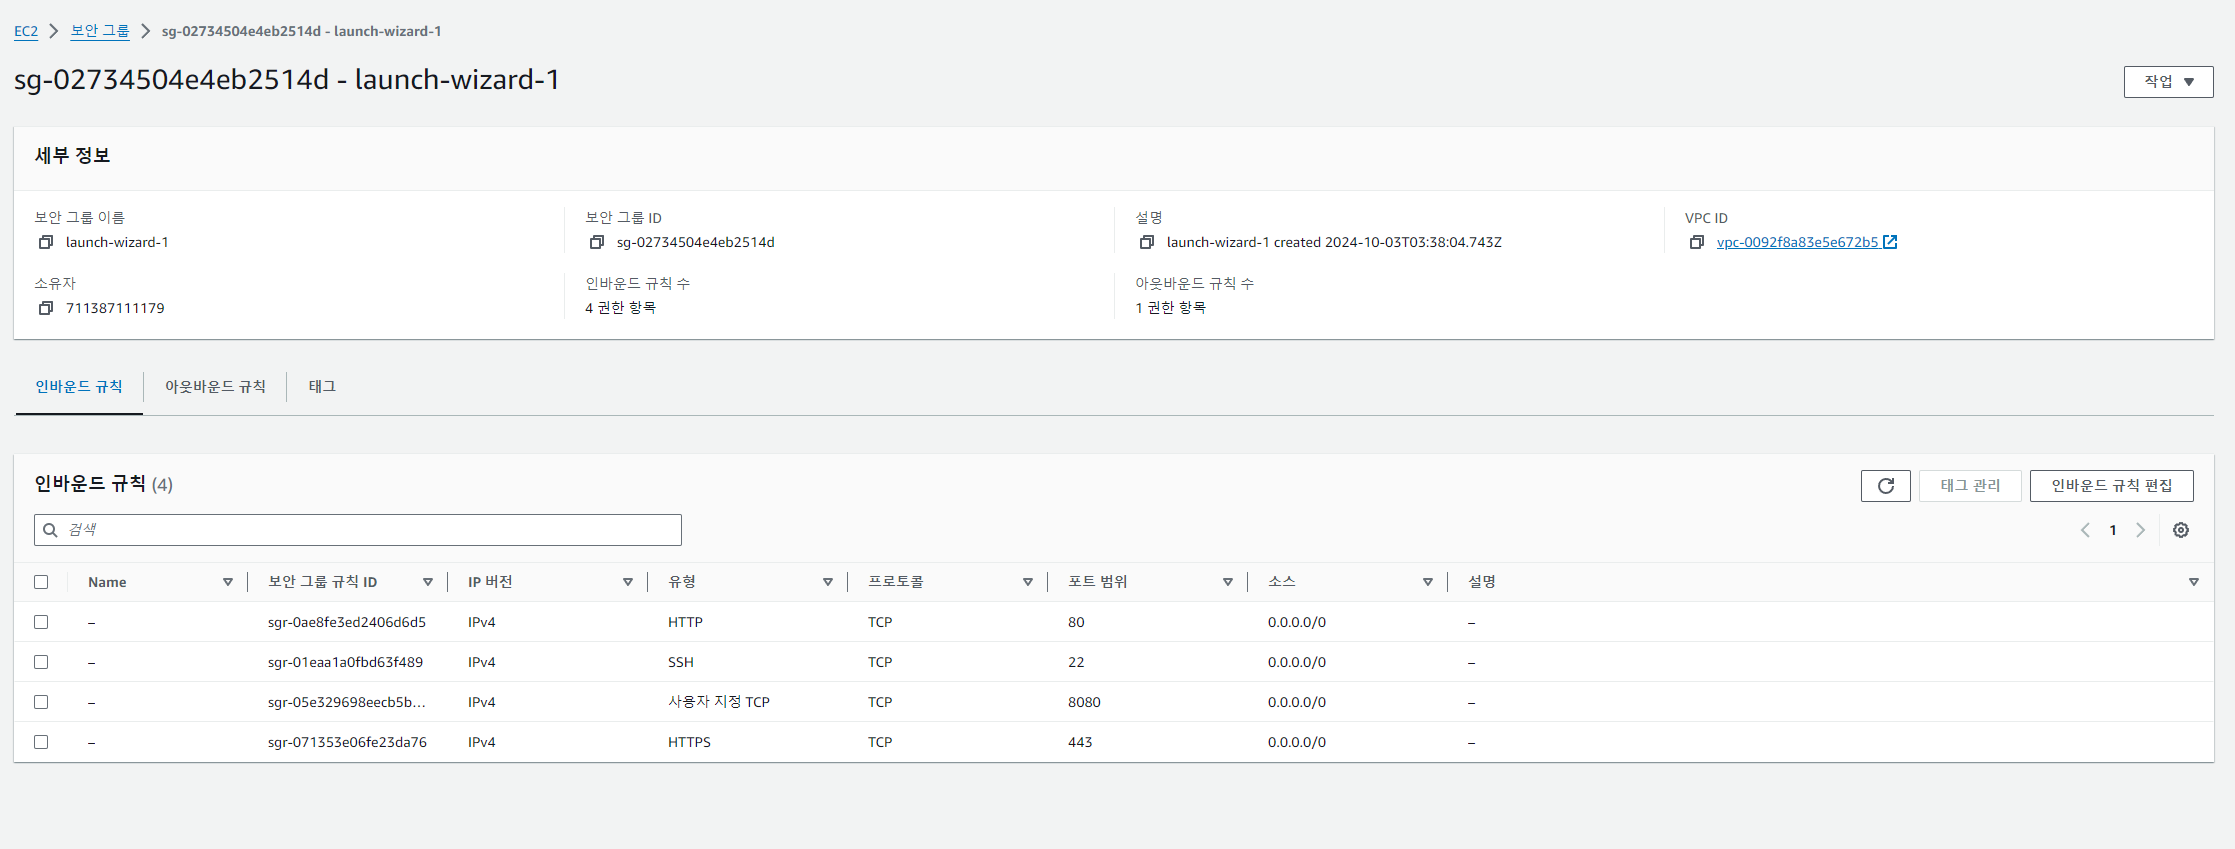 EC2 > 보안 그룹 > sg-02734504e4eb2514d - launch-wizard-1
sg-02734504e4eb2514d - launch-wizard-1
작업
세부 정보
보안 그룹 이름
launch-wizard-1
보안 그룹 ID
sg-02734504e4eb2514d
설명
launch-wizard-1 created 2024-10-03T03:38:04.743Z
VPC ID
vpc-0092f8a83e5e672b5
소유자
711387111179
인바운드 규칙 수
4 권한 항목
아웃바운드 규칙 수
1 권한 항목
인바운드 규칙 아웃바운드 규칙 태그
인바운드 규칙 (4)
태그 관리 인바운드 규칙 편집
검색
1
Name 보안 그룹 규칙 ID IP 버전 유형 프로토콜 포트 범위 소스 설명
– sgr-0ae8fe3ed2406d6d5 IPv4 HTTP TCP 80 0.0.0.0/0 –
– sgr-01eaa1a0fbd63f489 IPv4 SSH TCP 22 0.0.0.0/0 –
– sgr-05e329698eecb5b... IPv4 사용자 지정 TCP TCP 8080 0.0.0.0/0 –
– sgr-071353e06fe23da76 IPv4 HTTPS TCP 443 0.0.0.0/0 –